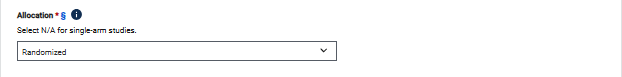 Allocation * § i
Select N/A for single-arm studies.
Randomized